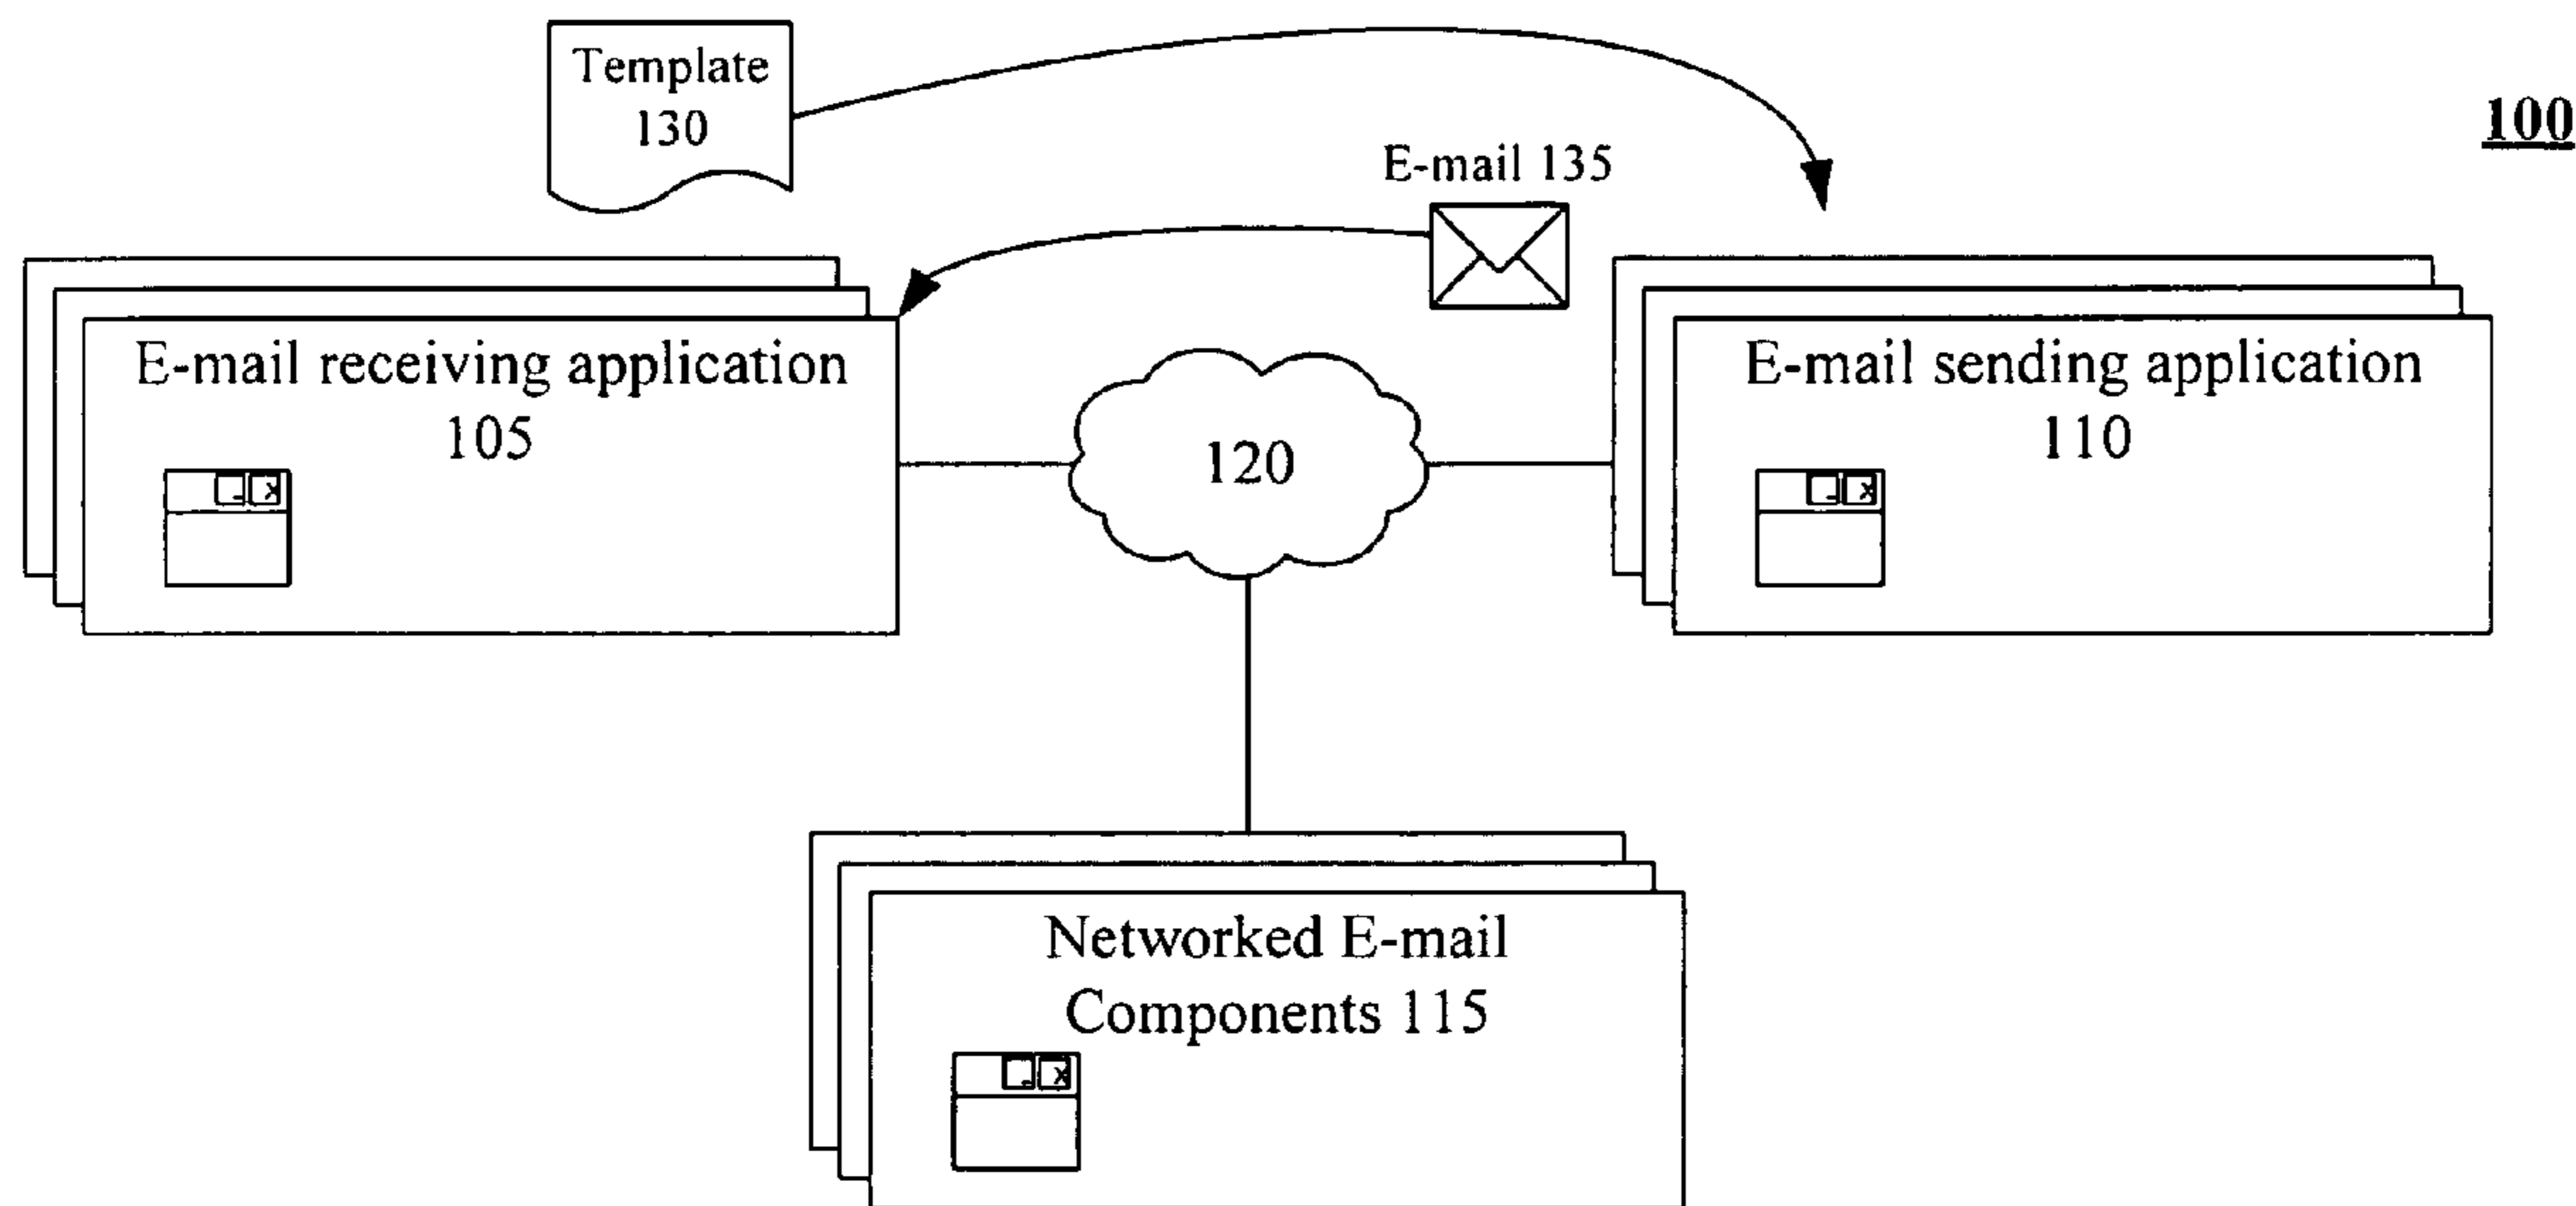 Template
130
100
E-mail 135
E-mail receiving application
105
120
E-mail sending application
110
Networked E-mail
Components 115